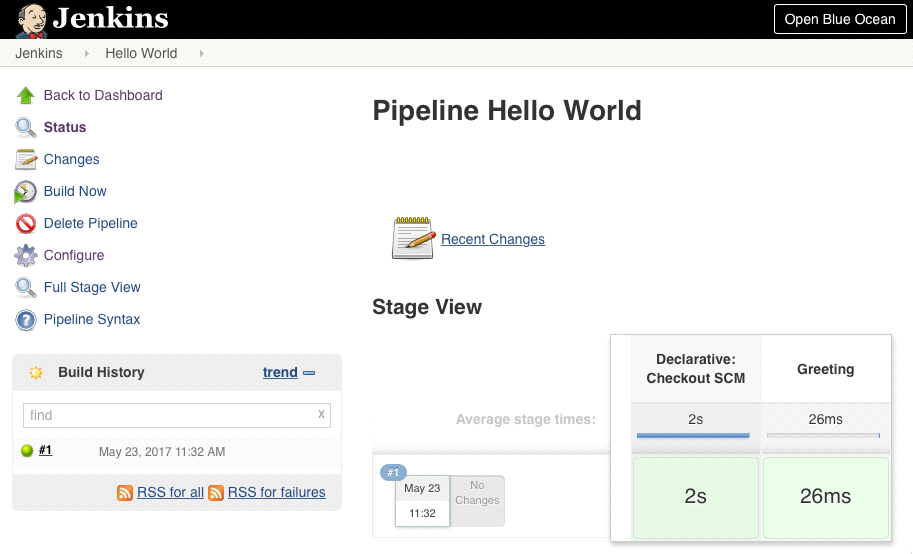 Jenkins
Open Blue Ocean
Jenkins
Hello World
Back to Dashboard
Status
Changes
Build Now
Delete Pipeline
Configure
Full Stage View
Pipeline Syntax
Build History
trend
find
x
#1
May 23, 2017 11:32 AM
RSS for all
RSS for failures
Pipeline Hello World
Recent Changes
Stage View
Declarative:
Checkout SCM
Greeting
Average stage times:
2s
26ms
#1
May 23
11:32
No
Changes
2s
26ms